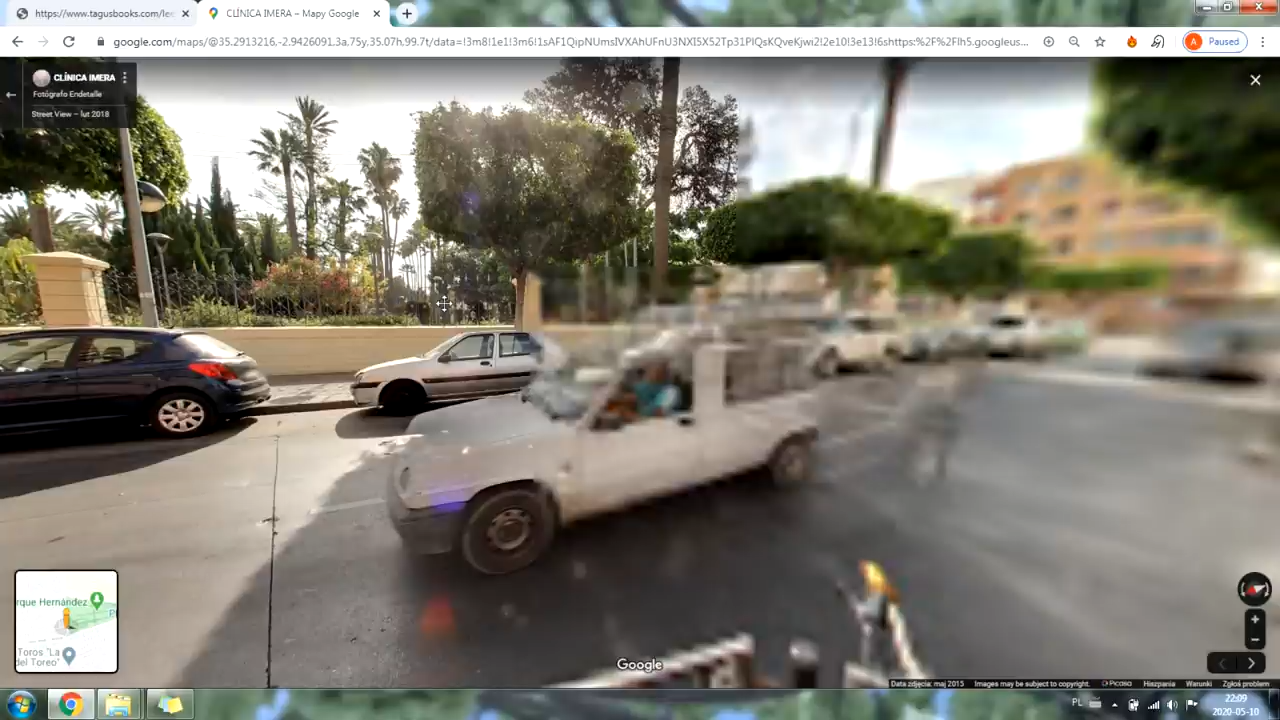 https://www.tagusbooks.com/lec
CLÍNICA IMERA – Mapy Google
google.com/maps/@35.2913216,-2.9426091,3a,75y,35.07h,99.7t/data=!3m8!1e1!3m6!1sAF1QipNUmsIVXAhUFnU3NXI5X52Tp31PlQsKQveKjwi2!2e10!3e13!6shttps:%2F%2Flh5.googleus...
Paused
CLÍNICA IMERA
Fotógrafo Endetalle
Street View – lut 2018
rque Hernández
Toros "La
del Toreo"
Google
Data zdjęcia: maj 2015 Images may be subject to copyright. Picasa Hiszpania Warunki Zgłoś problem
PL
22:09
2020-05-10